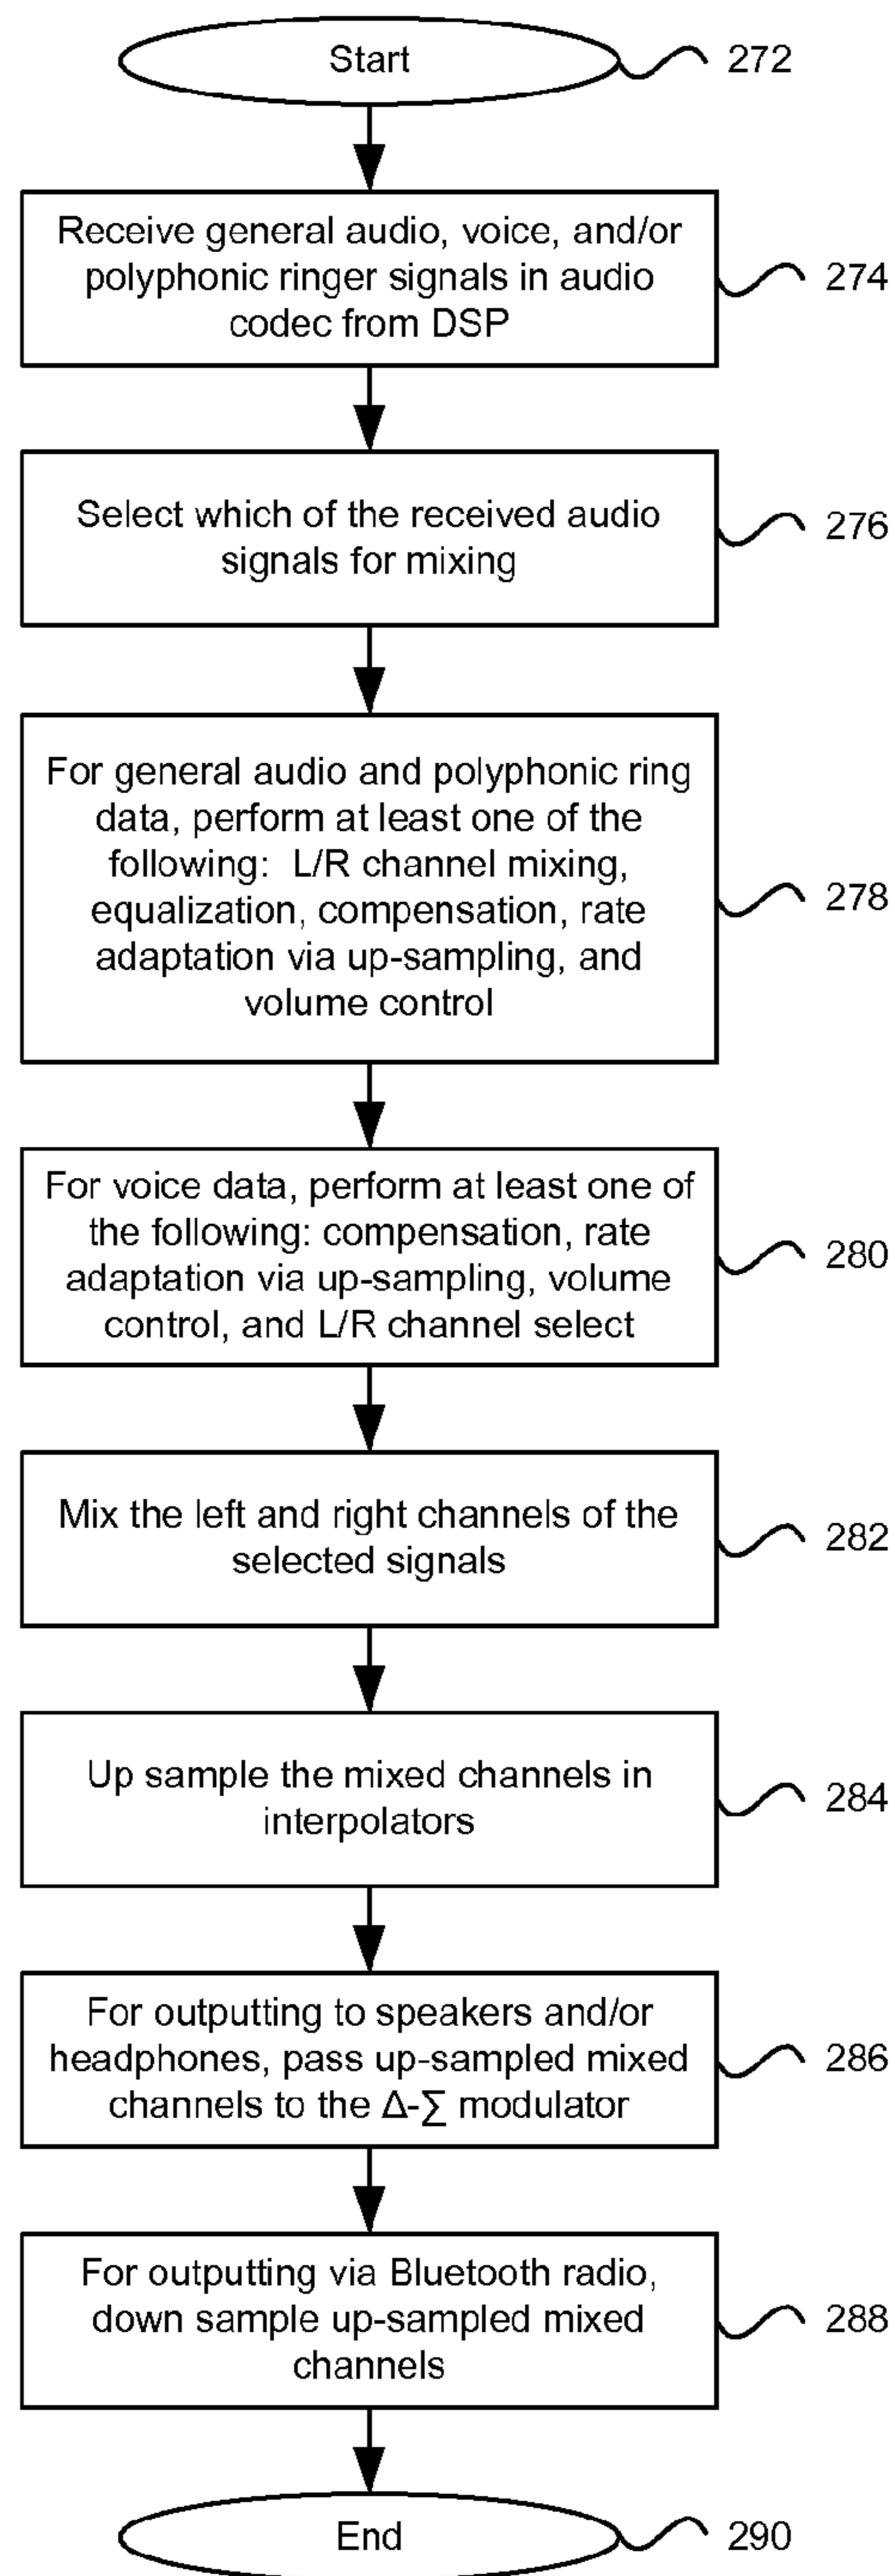 Start
272
Receive general audio, voice, and/or
polyphonic ringer signals in audio
codec from DSP
274
Select which of the received audio
signals for mixing
276
For general audio and polyphonic ring
data, perform at least one of the
following:  L/R channel mixing,
equalization, compensation, rate
adaptation via up-sampling, and
volume control
278
For voice data, perform at least one of
the following: compensation, rate
adaptation via up-sampling, volume
control, and L/R channel select
280
Mix the left and right channels of the
selected signals
282
Up sample the mixed channels in
interpolators
284
For outputting to speakers and/or
headphones, pass up-sampled mixed
channels to the Δ-∑ modulator
286
For outputting via Bluetooth radio,
down sample up-sampled mixed
channels
288
End
290